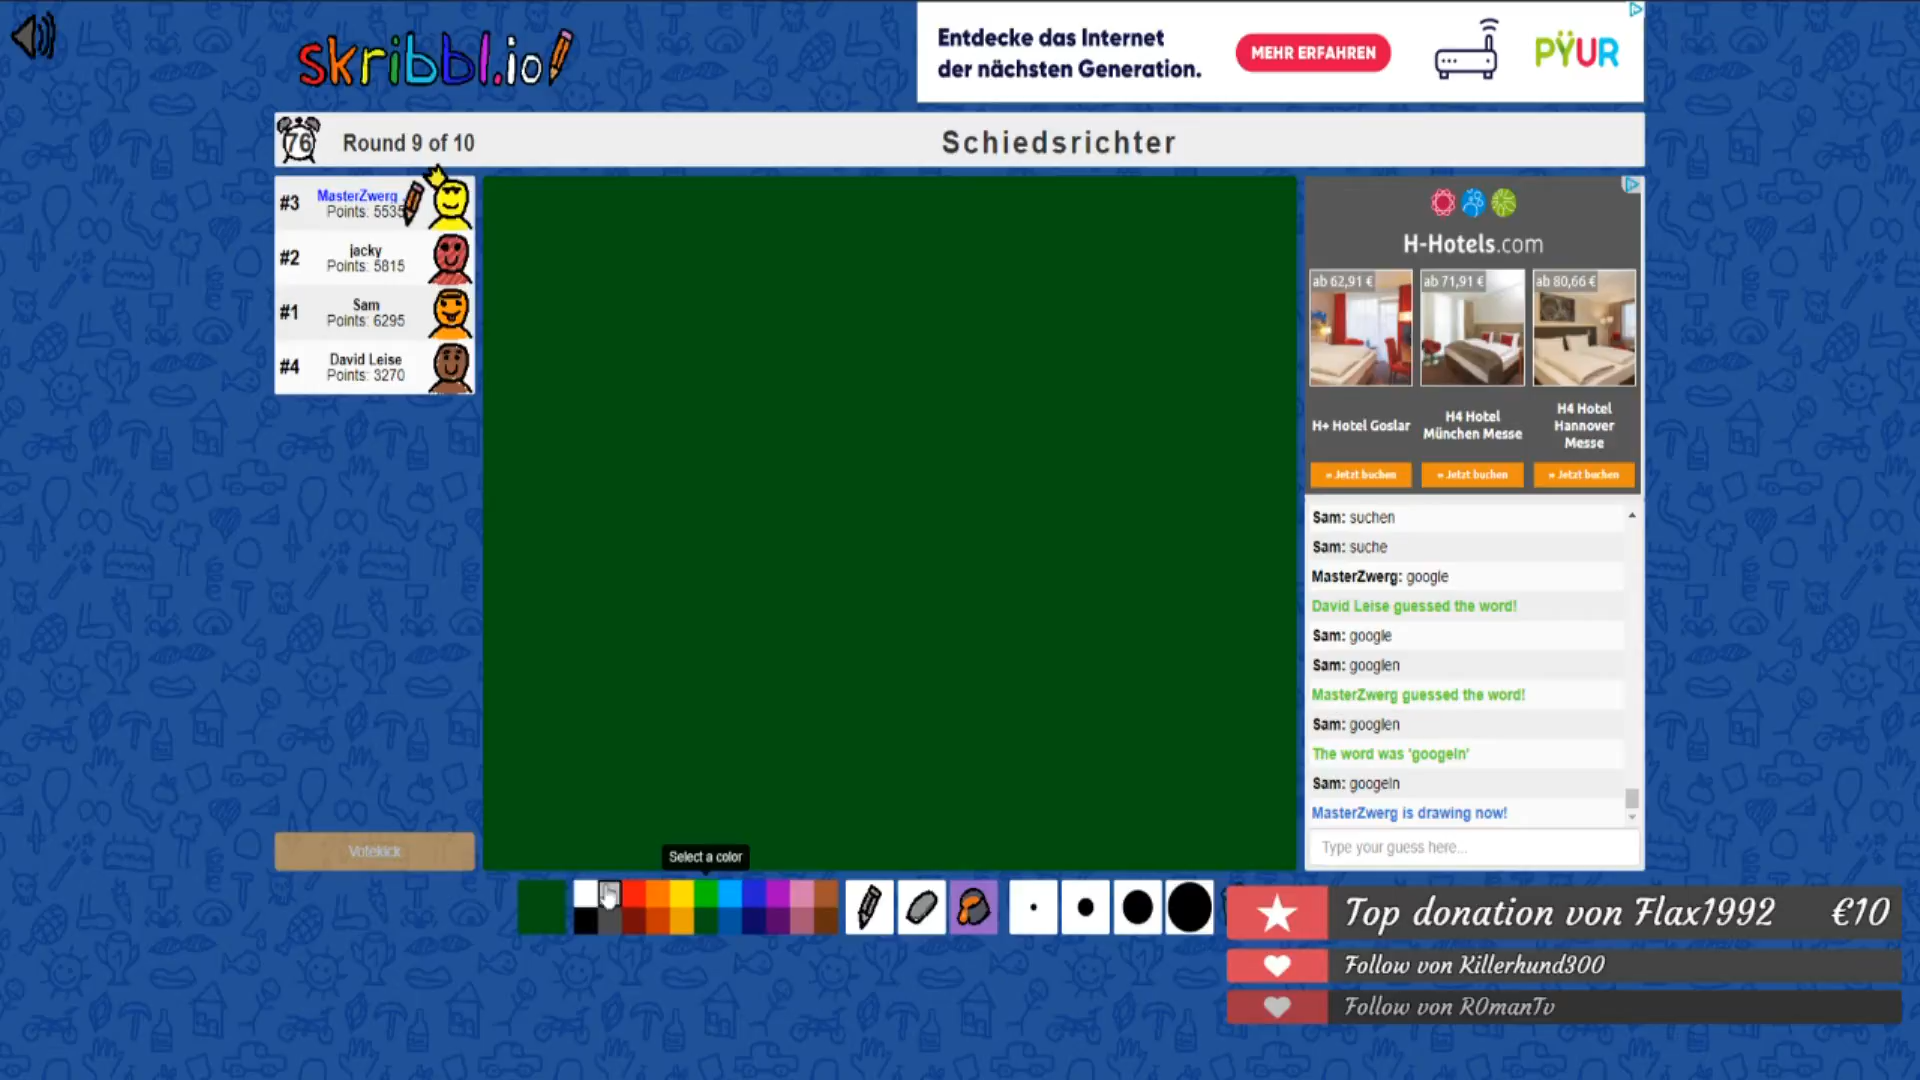 skribbl.io
Entdecke das Internet
der nächsten Generation.
MEHR ERFAHREN
PŸUR
76
Round 9 of 10
Schiedsrichter
#3
MasterZwerg
Points: 5535
#2
jacky
Points: 5815
#1
Sam
Points: 6295
#4
David Leise
Points: 3270
H-Hotels.com
ab 62,91 €
ab 71,91 €
ab 80,66 €
H+ Hotel Goslar
H4 Hotel
München Messe
H4 Hotel
Hannover
Messe
» Jetzt buchen
» Jetzt buchen
» Jetzt buchen
Sam: suchen
Sam: suche
MasterZwerg: google
David Leise guessed the word!
Sam: google
Sam: googlen
MasterZwerg guessed the word!
Sam: googlen
The word was 'googeln'
Sam: googeln
MasterZwerg is drawing now!
Type your guess here...
Votekick
Select a color
Top donation von Flax1992 €10
Follow von Killerhund300
Follow von R0manTv